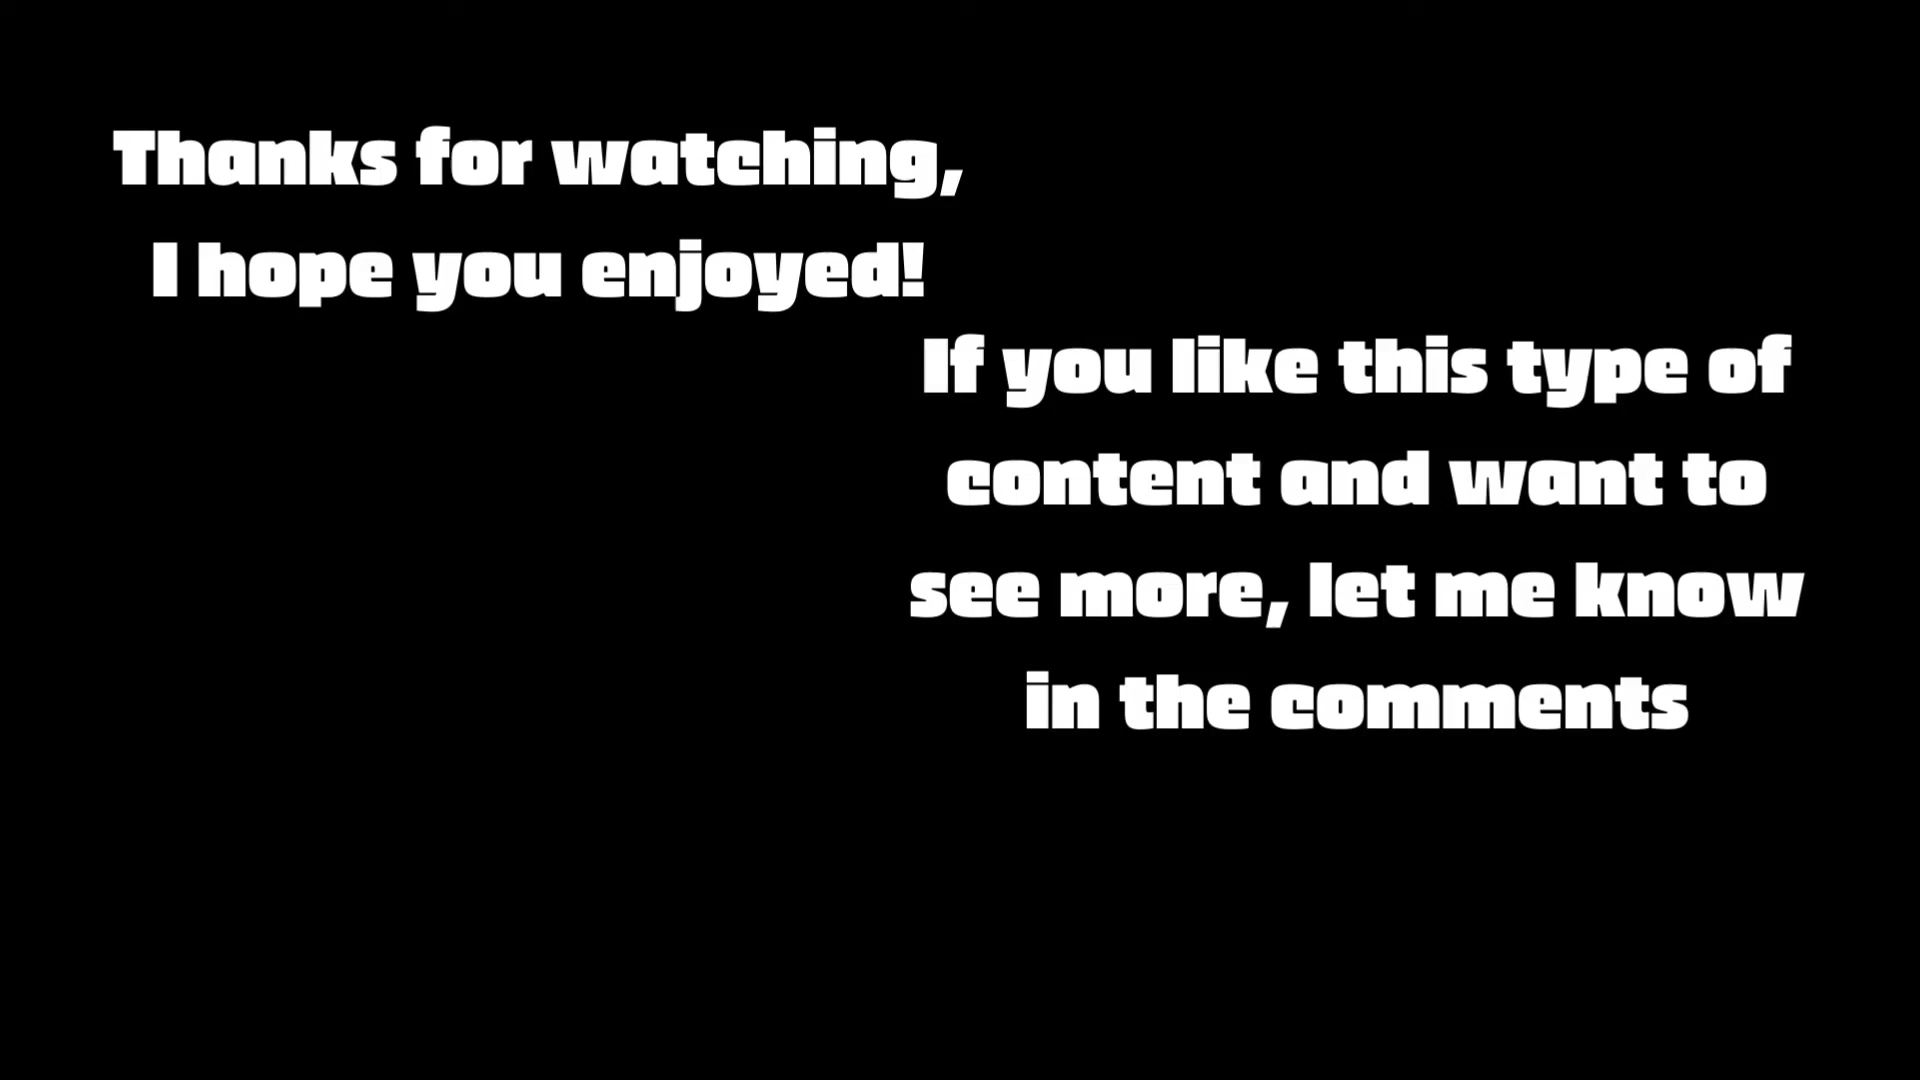 Thanks for watching,
I hope you enjoyed!
If you like this type of
content and want to
see more, let me know
in the comments